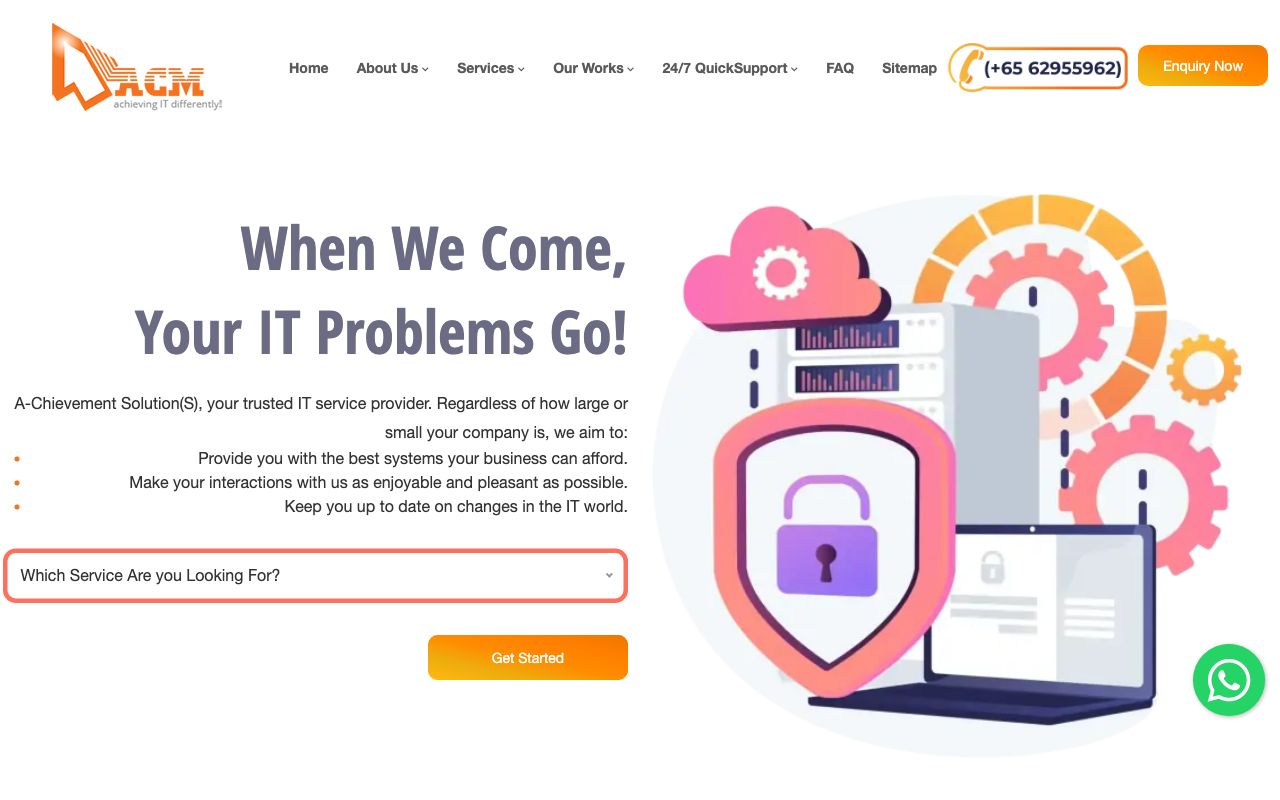 ACM
achieving IT differently!
Home
About Us
Services
Our Works
24/7 QuickSupport
FAQ
Sitemap
(+65 62955962)
Enquiry Now
When We Come,
Your IT Problems Go!
A-Chievement Solution(S), your trusted IT service provider. Regardless of how large or
small your company is, we aim to:
Provide you with the best systems your business can afford.
Make your interactions with us as enjoyable and pleasant as possible.
Keep you up to date on changes in the IT world.
Which Service Are you Looking For?
Get Started